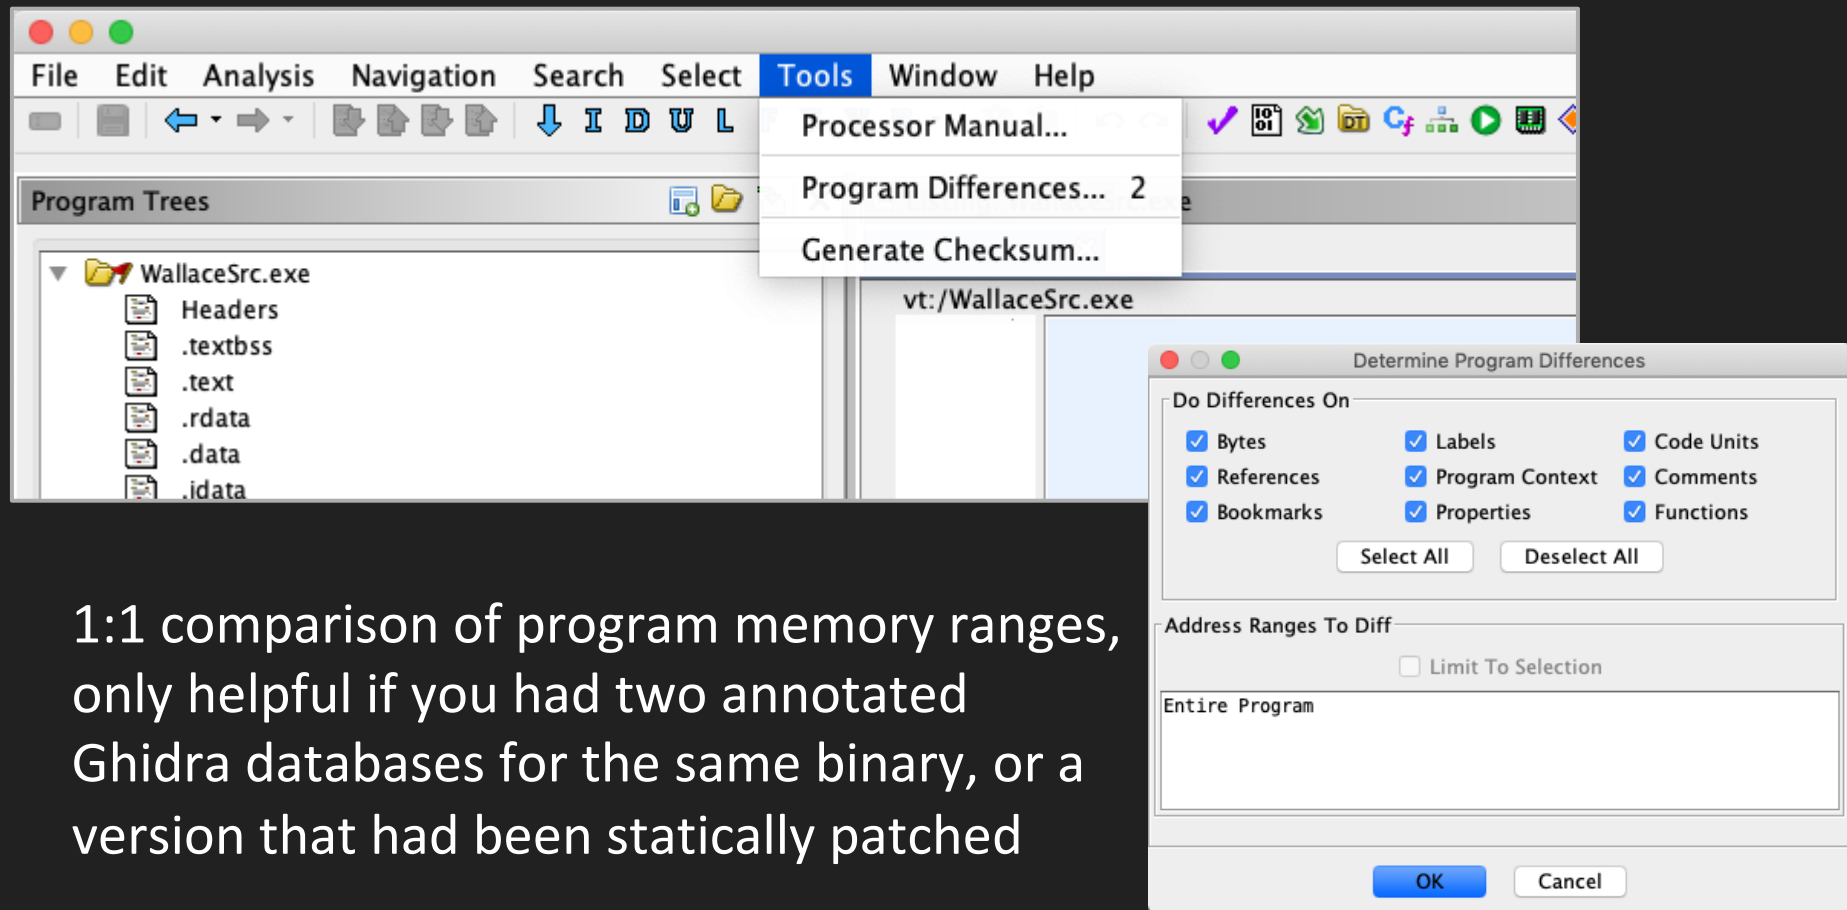 File Edit Analysis Navigation Search Select Tools Window Help
I D U L
Processor Manual...
Program Differences... 2
Generate Checksum...
Program Trees
WallaceSrc.exe
Headers
.textbss
.text
.rdata
.data
.idata
vt:/WallaceSrc.exe
Determine Program Differences
Do Differences On
Bytes Labels Code Units
References Program Context Comments
Bookmarks Properties Functions
Select All Deselect All
Address Ranges To Diff
Limit To Selection
Entire Program
OK Cancel
1:1 comparison of program memory ranges,
only helpful if you had two annotated
Ghidra databases for the same binary, or a
version that had been statically patched